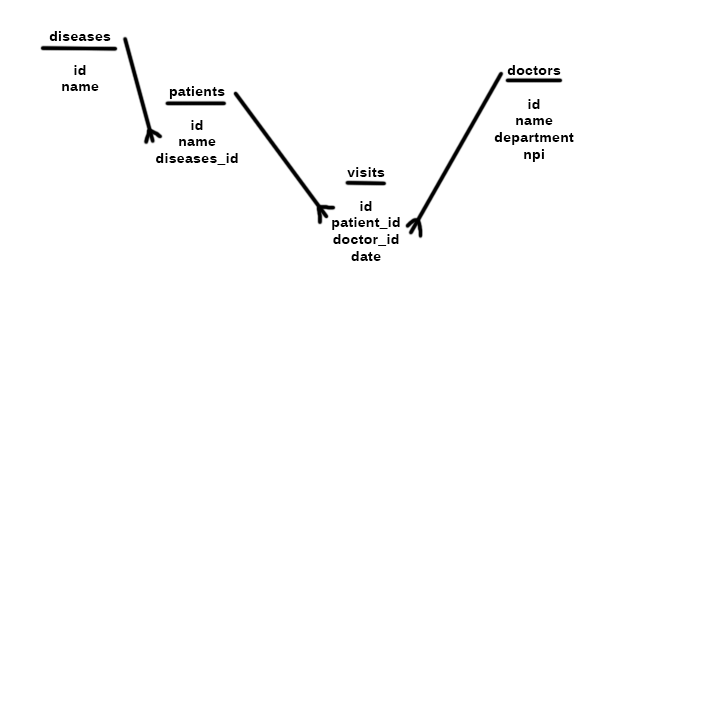 diseases
id
name
patients
id
name
diseases_id
visits
id
patient_id
doctor_id
date
doctors
id
name
department
npi